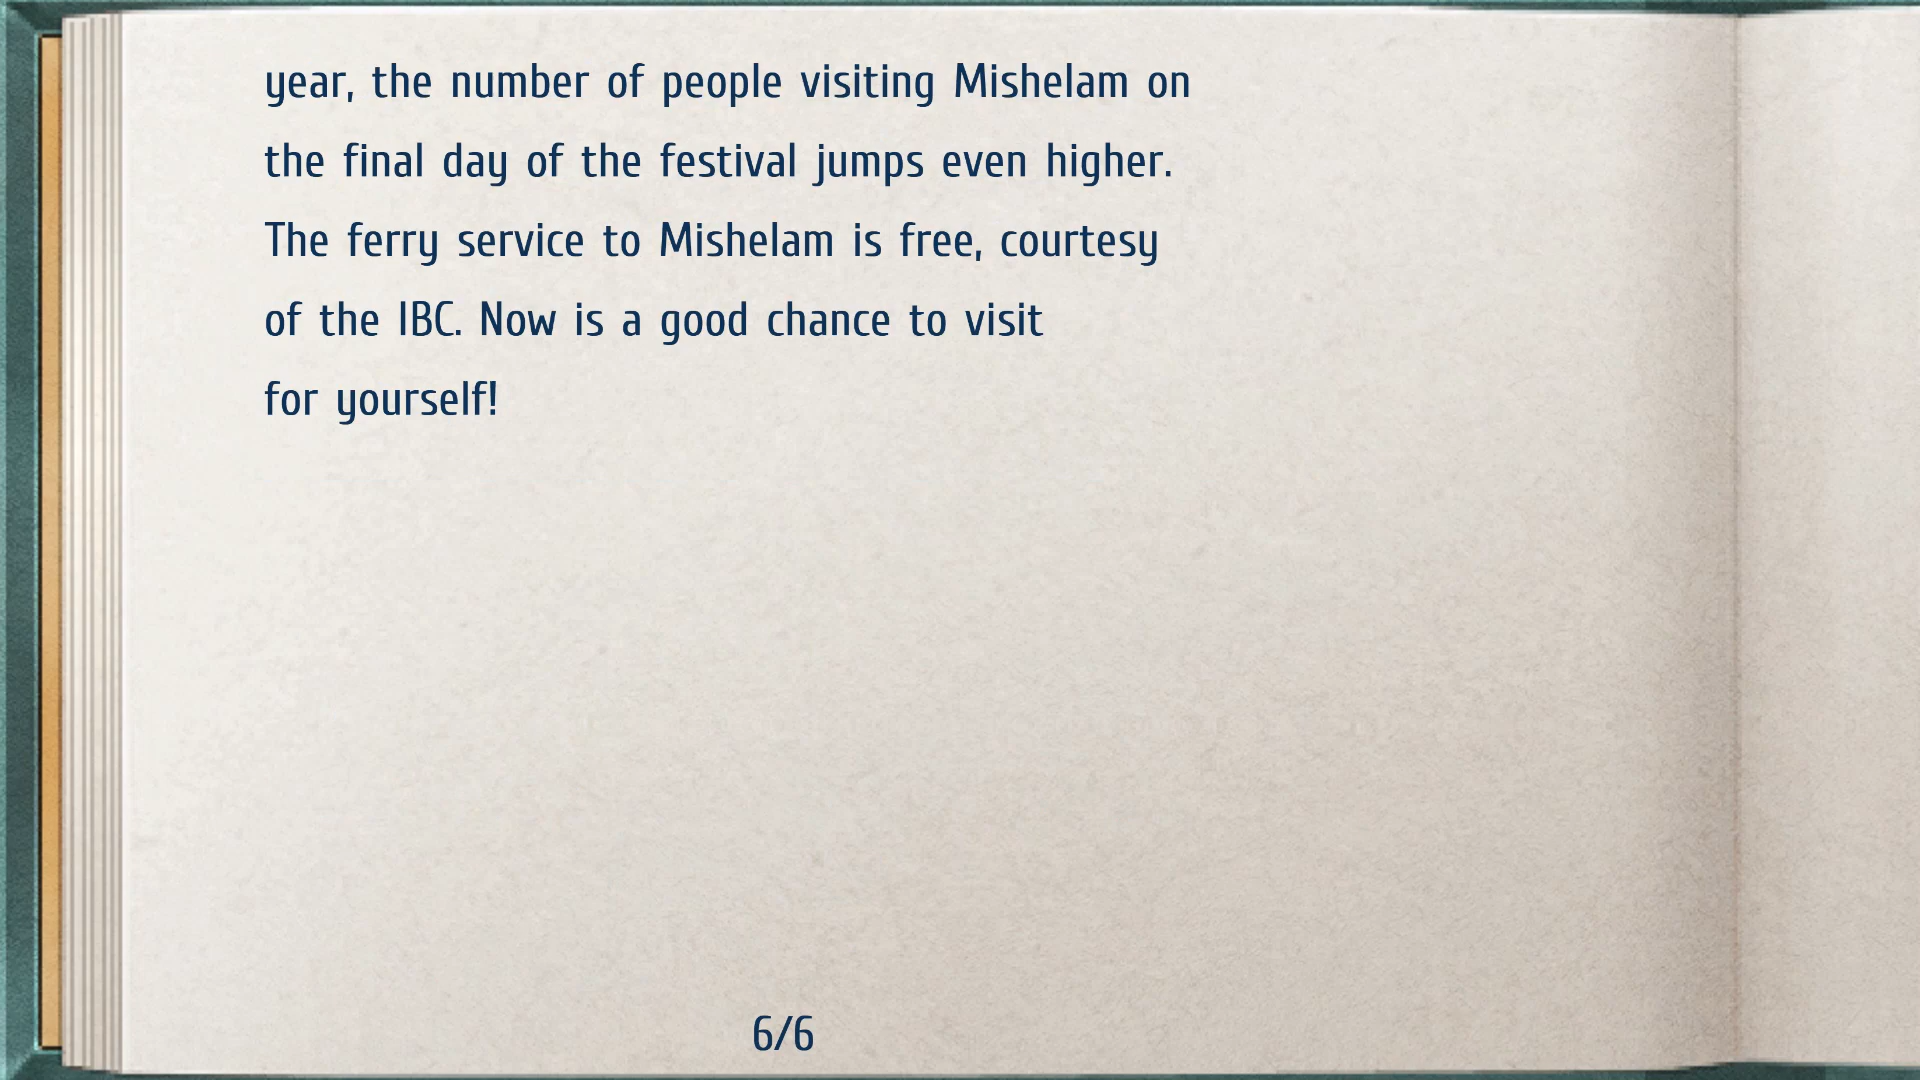 year, the number of people visiting Mishelam on
the final day of the festival jumps even higher.
The ferry service to Mishelam is free, courtesy
of the IBC. Now is a good chance to visit
for yourself!
6/6